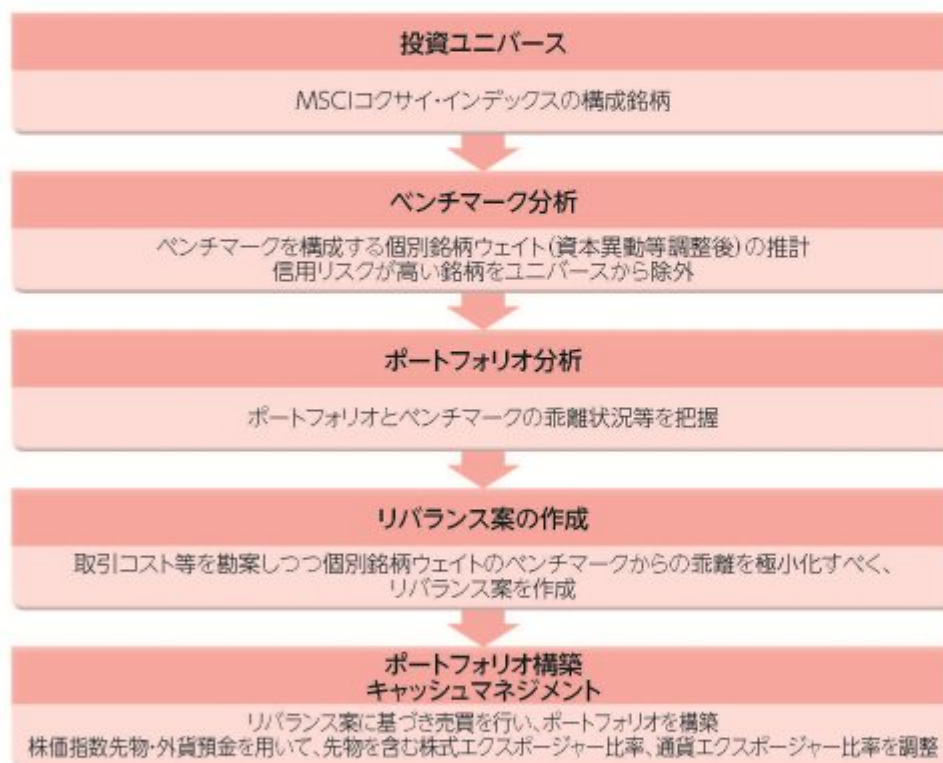 投資ユニバース
MSCIコクサイ・インデックスの構成銘柄
ベンチマーク分析
ベンチマークを構成する個別銘柄ウェイト(資本異動等調整後)の推計
信用リスクが高い銘柄をユニバースから除外
ポートフォリオ分析
ポートフォリオとベンチマークの乖離状況等を把握
リバランス案の作成
取引コスト等を勘案しつつ個別銘柄ウェイトのベンチマークからの乖離を極小化すべく、
リバランス案を作成
ポートフォリオ構築
キャッシュマネジメント
リバランス案に基づき売買を行い、ポートフォリオを構築
株価指数先物・外貨預金を用いて、先物を含む株式エクスポージャー比率、通貨エクスポージャー比率を調整